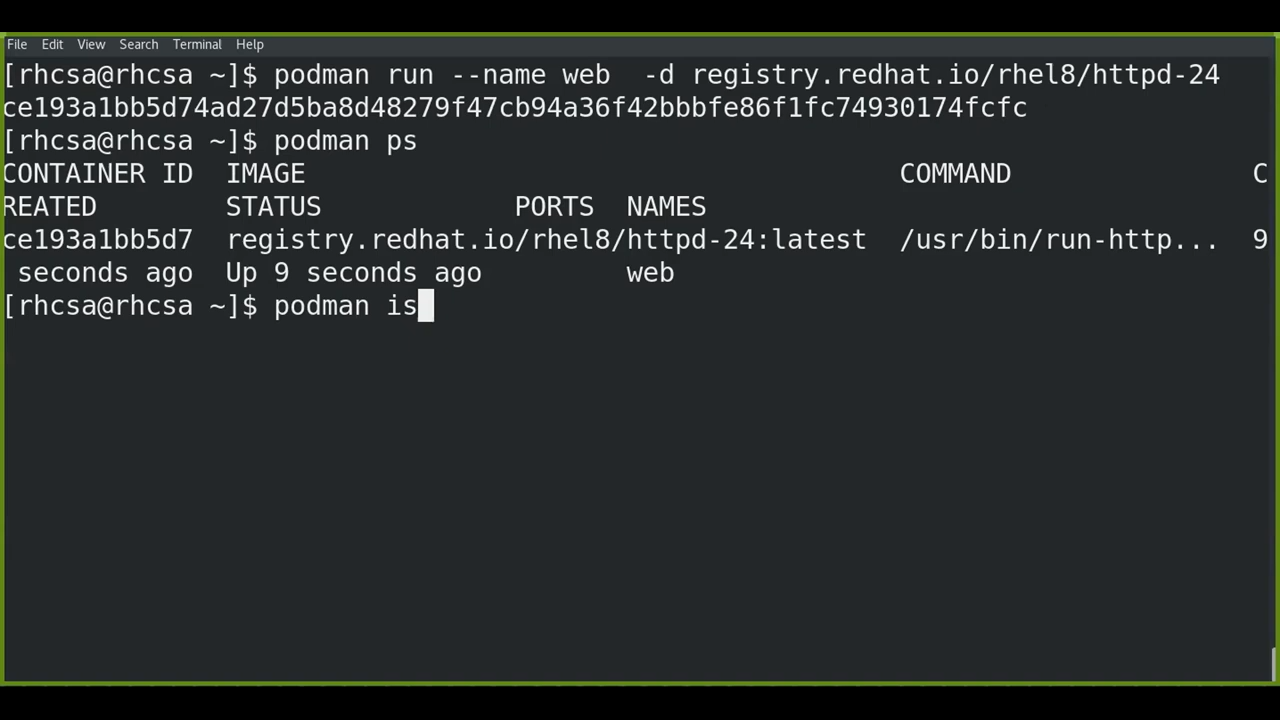 File Edit View Search Terminal Help
[rhcsa@rhcsa ~]$ podman run --name web  -d registry.redhat.io/rhel8/httpd-24
ce193a1bb5d74ad27d5ba8d48279f47cb94a36f42bbbfe86f1fc74930174fcfc
[rhcsa@rhcsa ~]$ podman ps
CONTAINER ID  IMAGE                                     COMMAND               C
REATED        STATUS            PORTS  NAMES
ce193a1bb5d7  registry.redhat.io/rhel8/httpd-24:latest  /usr/bin/run-http...  9
 seconds ago  Up 9 seconds ago         web
[rhcsa@rhcsa ~]$ podman is